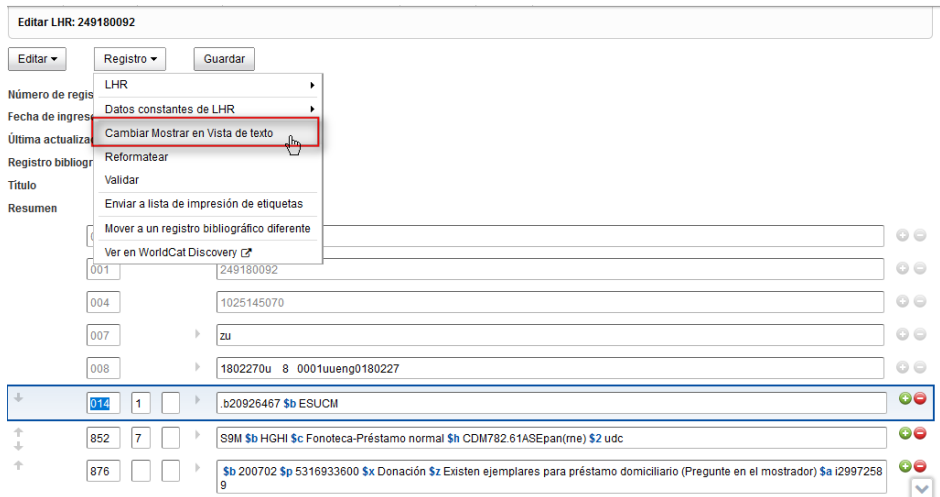 Editar LHR: 249180092
Editar Registro Guardar
LHR
Número de regis
Datos constantes de LHR
Fecha de ingres
Cambiar Mostrar en Vista de texto
Última actualiza
Reformatear
Registro bibliogr
Validar
Título
Enviar a lista de impresión de etiquetas
Resumen
Mover a un registro bibliográfico diferente
Ver en WorldCat Discovery
001 249180092
004 1025145070
007 zu
008 1802270u 8 0001uueng0180227
014 1 .b20926467 $b ESUCM
852 7 S9M $b HGHI $c Fonoteca-Préstamo normal $h CDM782.61ASEpan(rne) $2 udc
876 $b 200702 $p 5316933600 $x Donación $z Existen ejemplares para préstamo domiciliario (Pregunte en el mostrador) $a i2997258
9